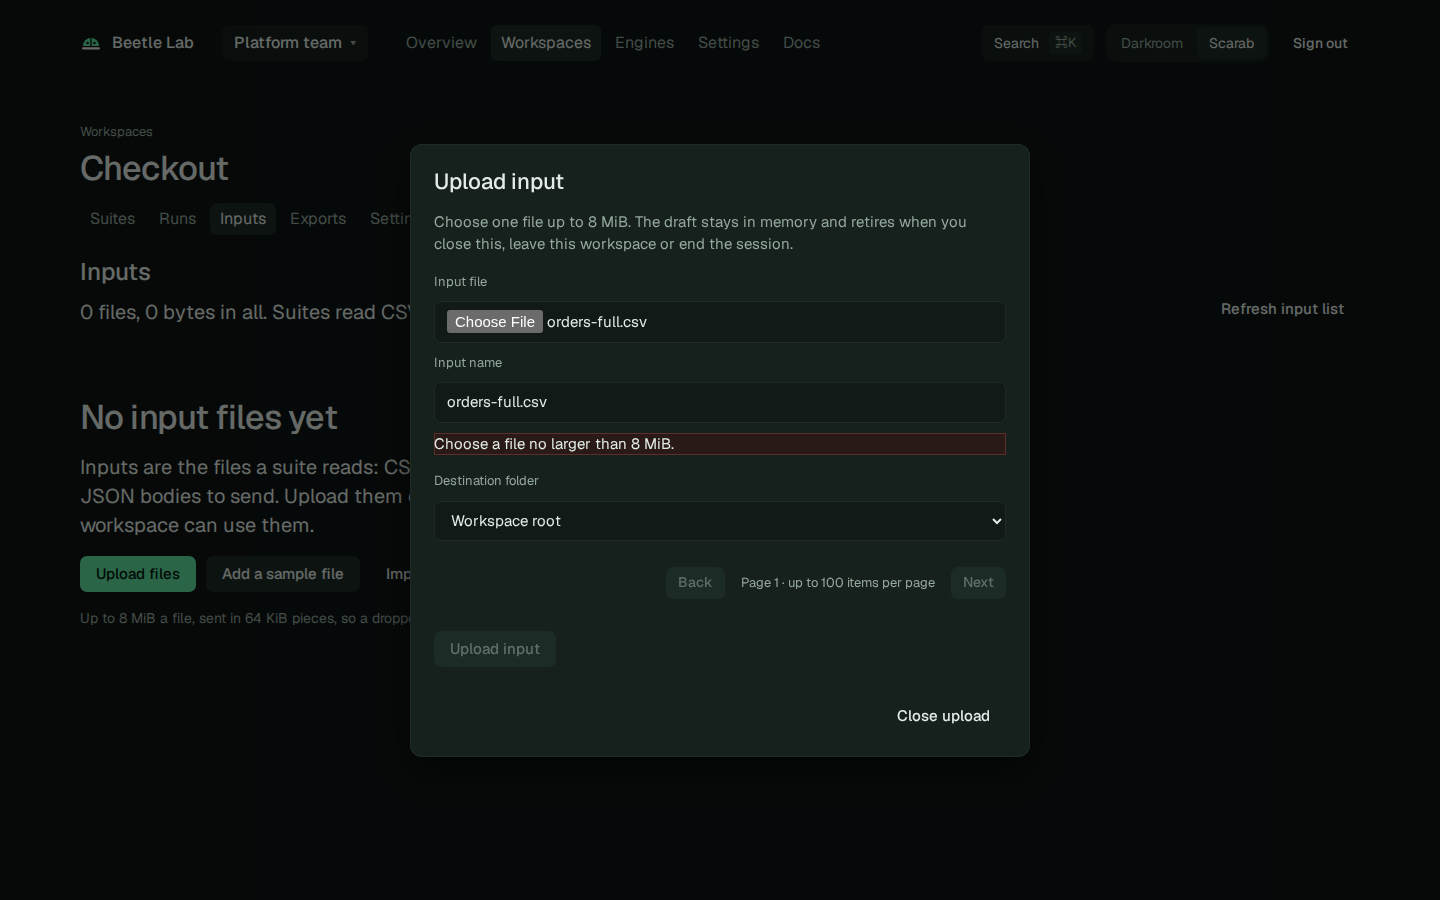 Beetle Lab
Platform team
Overview
Workspaces
Engines
Settings
Docs
Search ⌘K
Darkroom
Scarab
Sign out
Workspaces
Checkout
Suites
Runs
Inputs
Exports
Inputs
0 files, 0 bytes in all. Suites read
Refresh input list
No input files yet
Inputs are the files a suite reads:
JSON bodies to send. Upload them
workspace can use them.
Upload files
Add a sample file
Up to 8 MiB a file, sent in 64 KiB pieces, so a
Upload input
Choose one file up to 8 MiB. The draft stays in memory and retires when you
close this, leave this workspace or end the session.
Input file
Choose File orders-full.csv
Input name
orders-full.csv
Choose a file no larger than 8 MiB.
Destination folder
Workspace root
Back
Page 1 · up to 100 items per page
Next
Upload input
Close upload